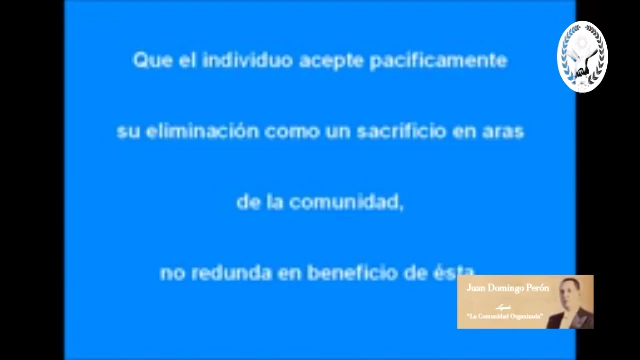 Que el individuo acepte pacificamente
su eliminación como un sacrificio en aras
de la comunidad,
no redunda en beneficio de ésta
Juan Domingo Perón
"La Comunidad Organizada"